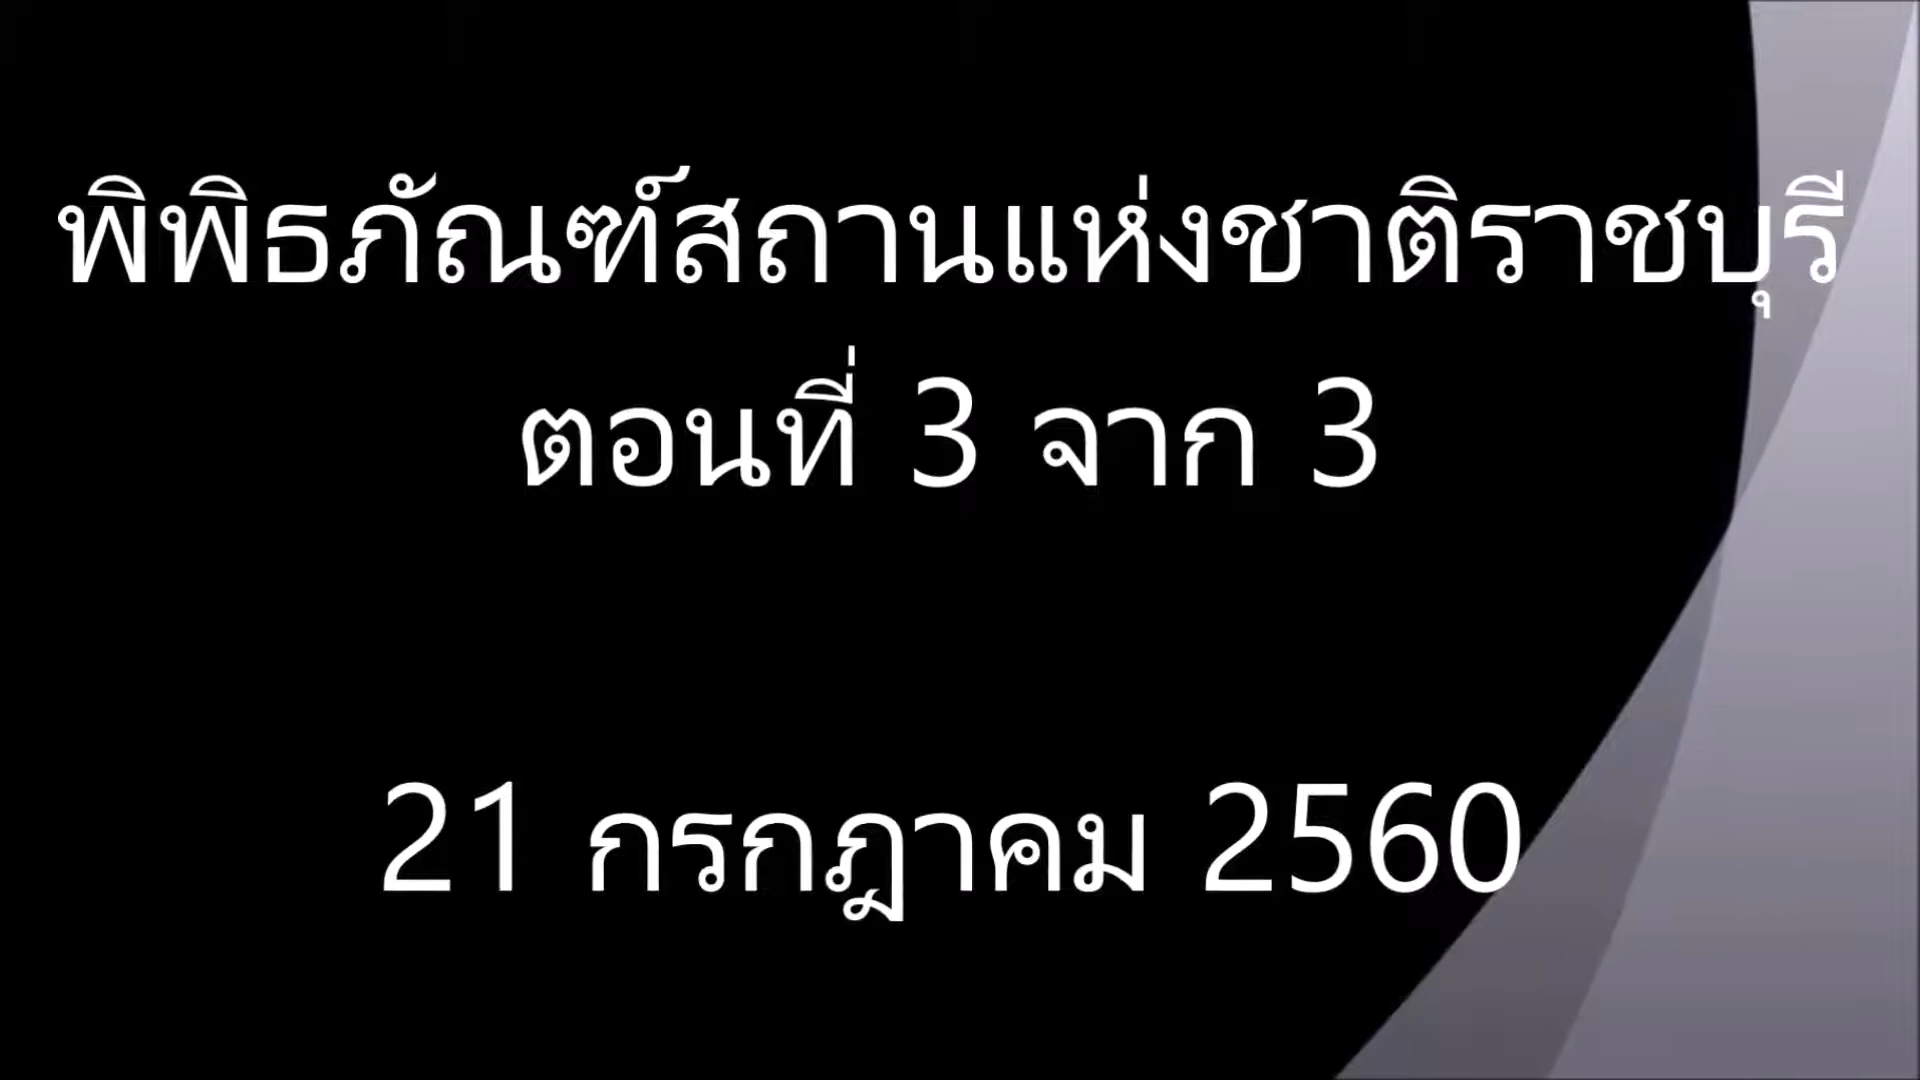 พิพิธภัณฑ์สถานแห่งชาติราชบุรี
ตอนที่ 3 จาก 3
21 กรกฎาคม 2560